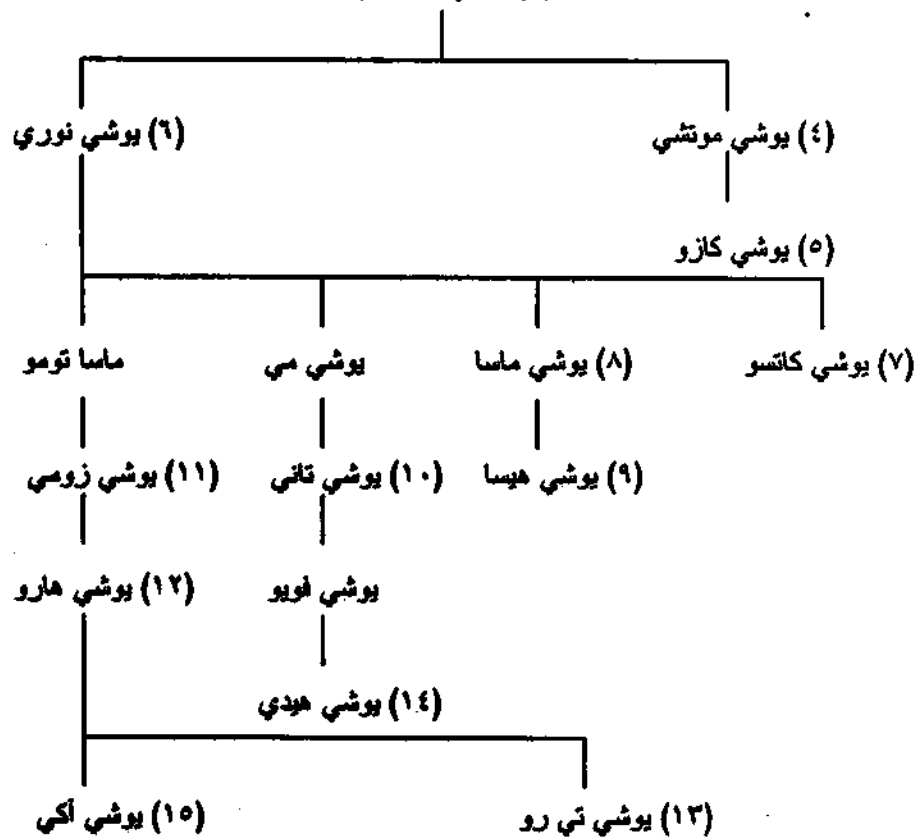 (٤) يوشي موتشي (٦) يوشي نوري
(٥) يوشي كازو
(٧) يوشي كاتسو (٨) يوشي ماسا يوشي مي ماسا تومو
(٩) يوشي هيسا (١٠) يوشي تاني (١١) يوشي زومي
يوشي فويو (١٢) يوشي هارو
(١٤) يوشي هيدي
(١٣) يوشي تي رو (١٥) يوشي أكي